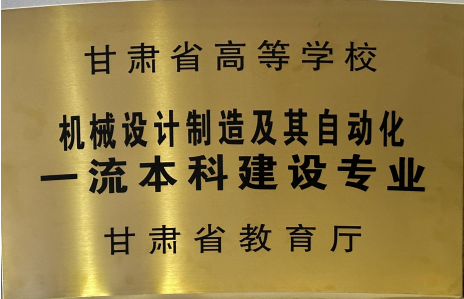 甘肃省高等学校
机械设计制造及其自动化
一流本科建设专业
甘肃省教育厅